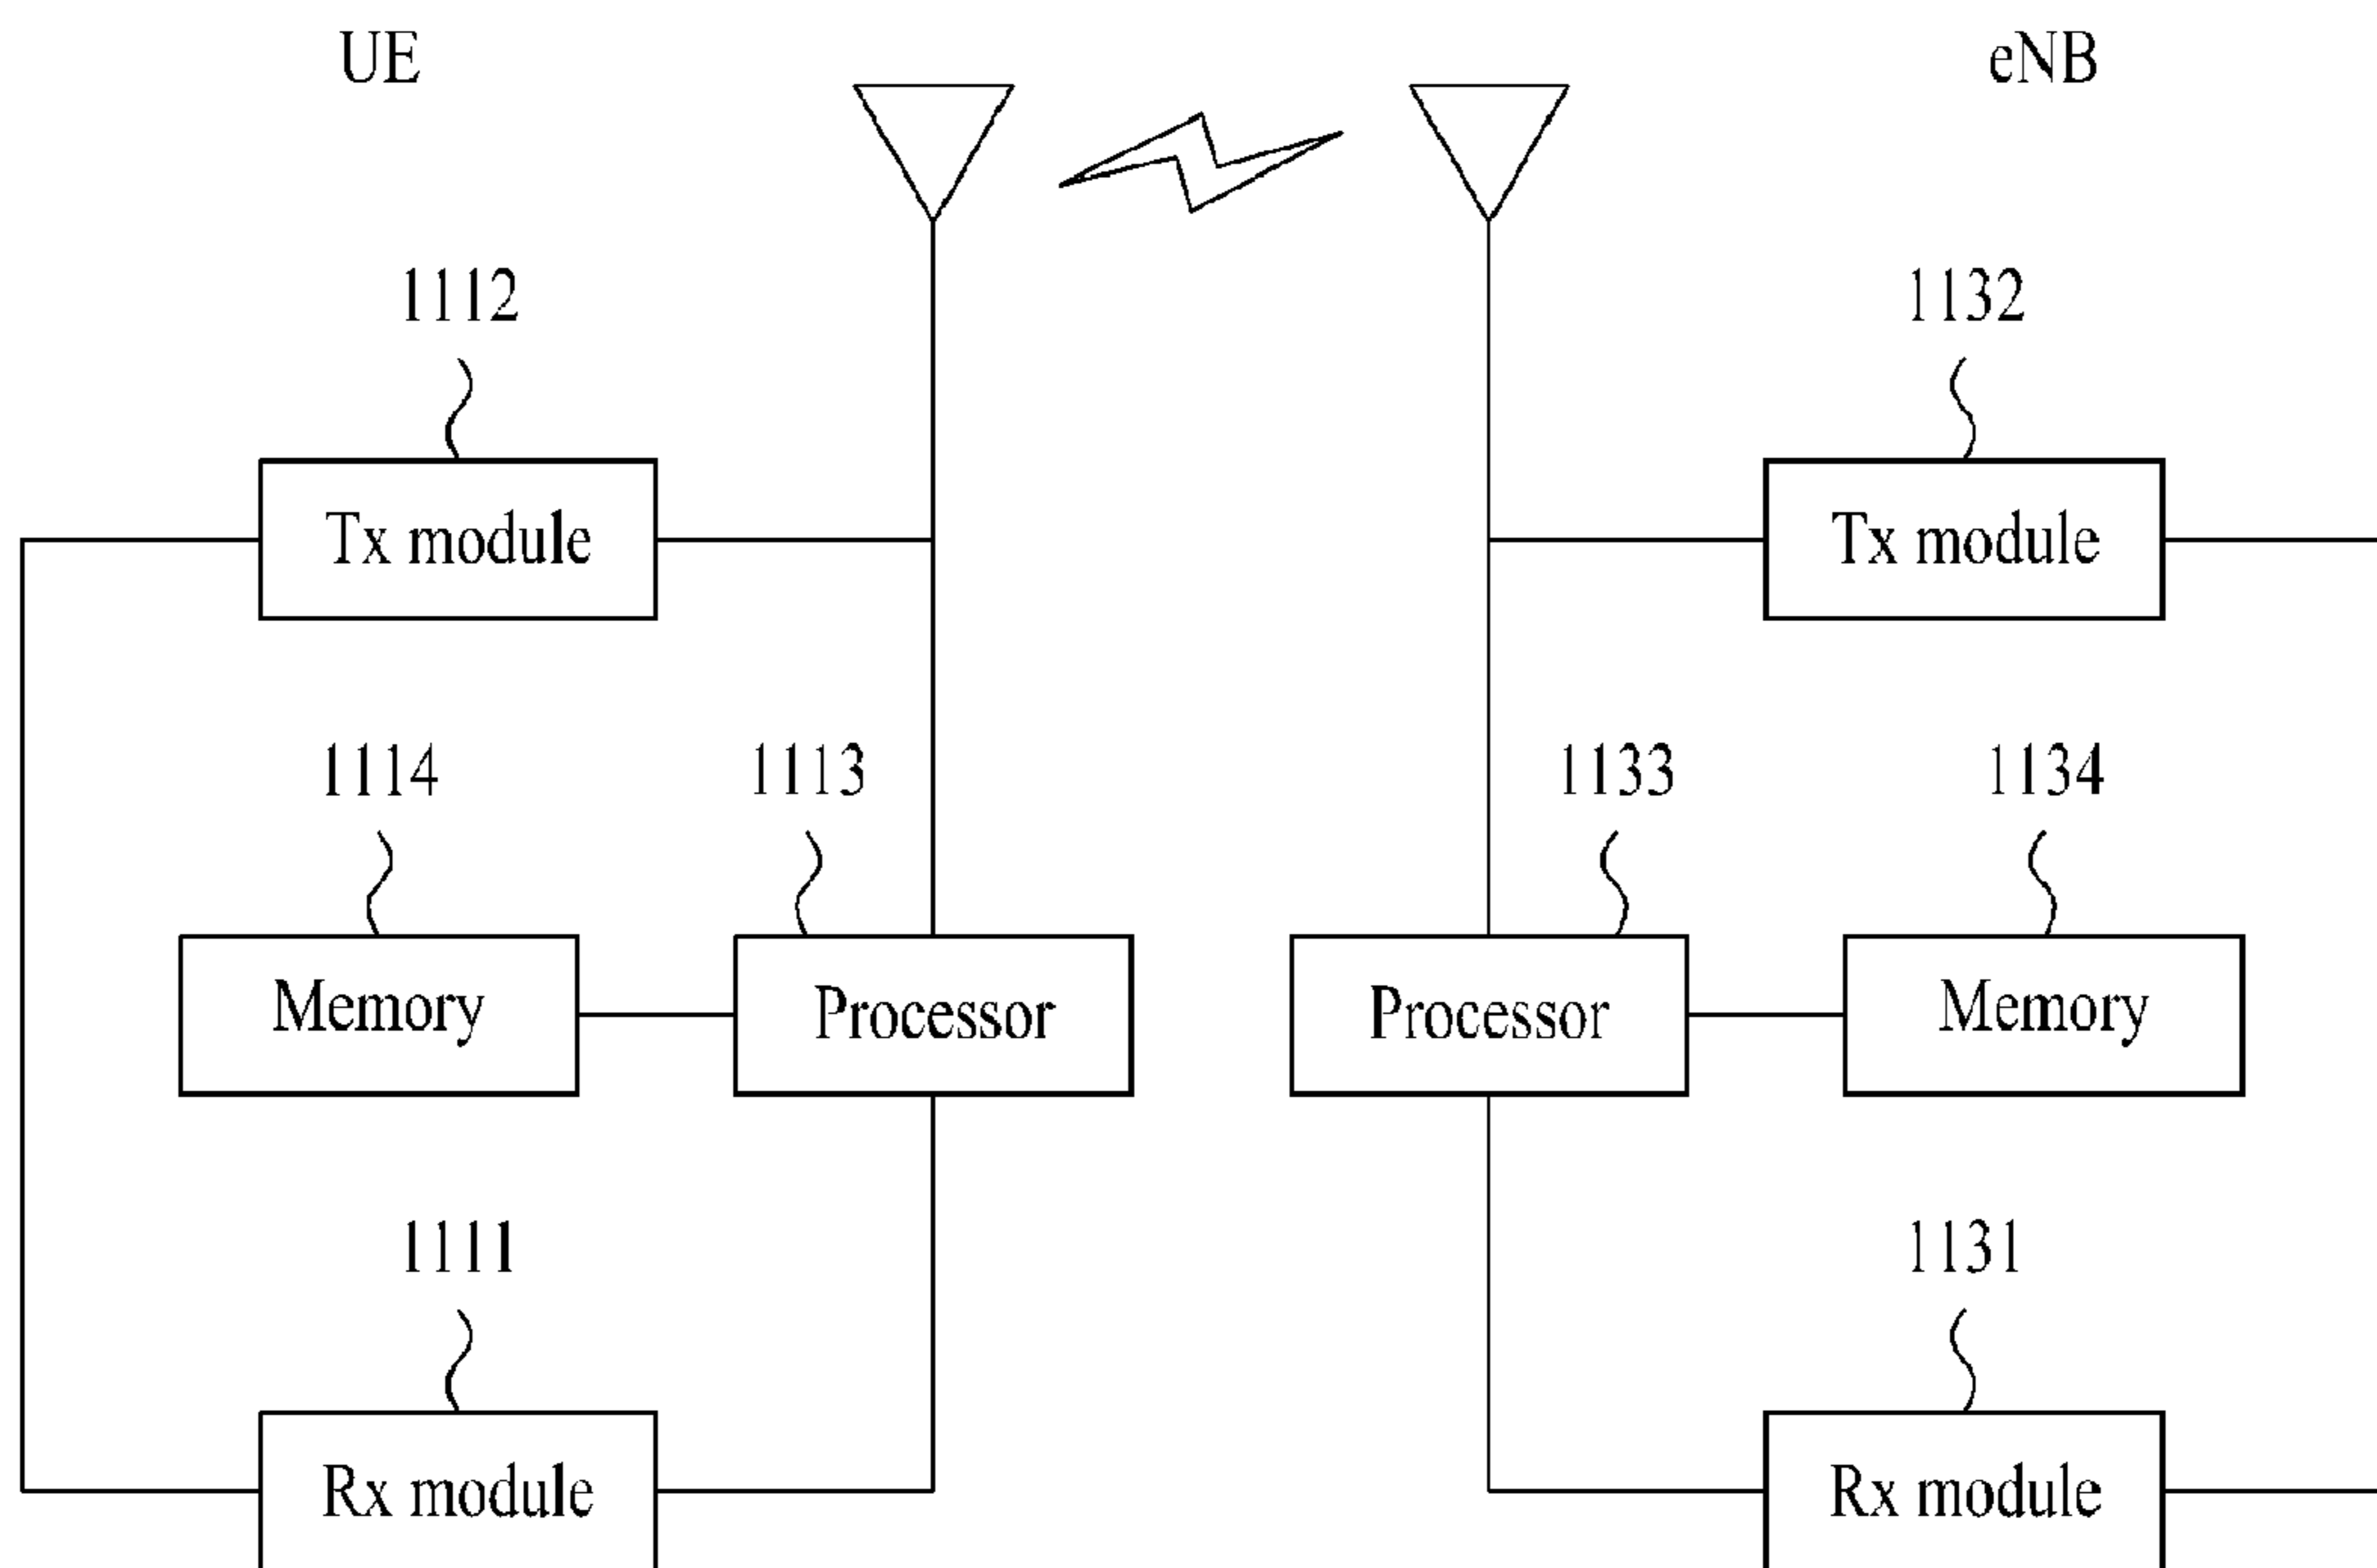 UE
eNB
1112
1132
Tx module
Tx module
1114
1113
1133
1134
Memory
Processor
Processor
Memory
1111
1131
Rx module
Rx module